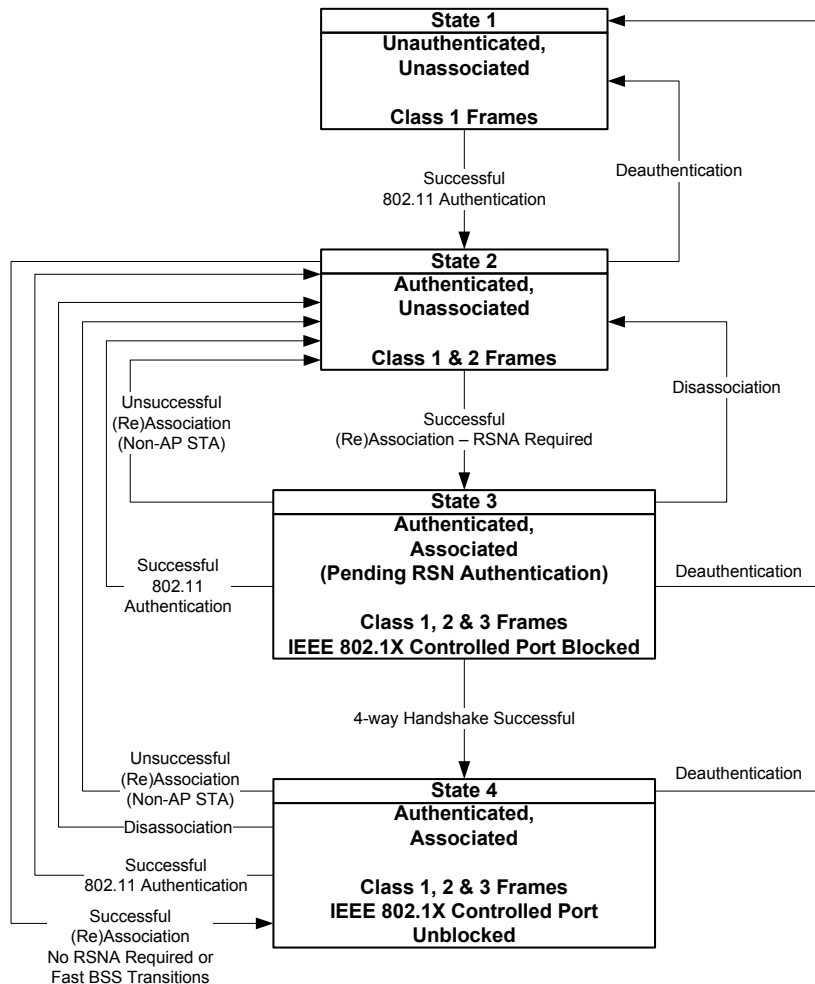 State 1
Unauthenticated,
Unassociated
Class 1 Frames
Successful
802.11 Authentication
Deauthentication
State 2
Authenticated,
Unassociated
Class 1 & 2 Frames
Unsuccessful
(Re)Association
(Non-AP STA)
Successful
(Re)Association – RSNA Required
Disassociation
State 3
Authenticated,
Associated
(Pending RSN Authentication)
Class 1, 2 & 3 Frames
IEEE 802.1X Controlled Port Blocked
Successful
802.11
Authentication
Deauthentication
4-way Handshake Successful
Unsuccessful
(Re)Association
(Non-AP STA)
Disassociation
Successful
802.11 Authentication
Successful
(Re)Association
No RSNA Required or
Fast BSS Transitions
State 4
Authenticated,
Associated
Class 1, 2 & 3 Frames
IEEE 802.1X Controlled Port
Unblocked
Deauthentication